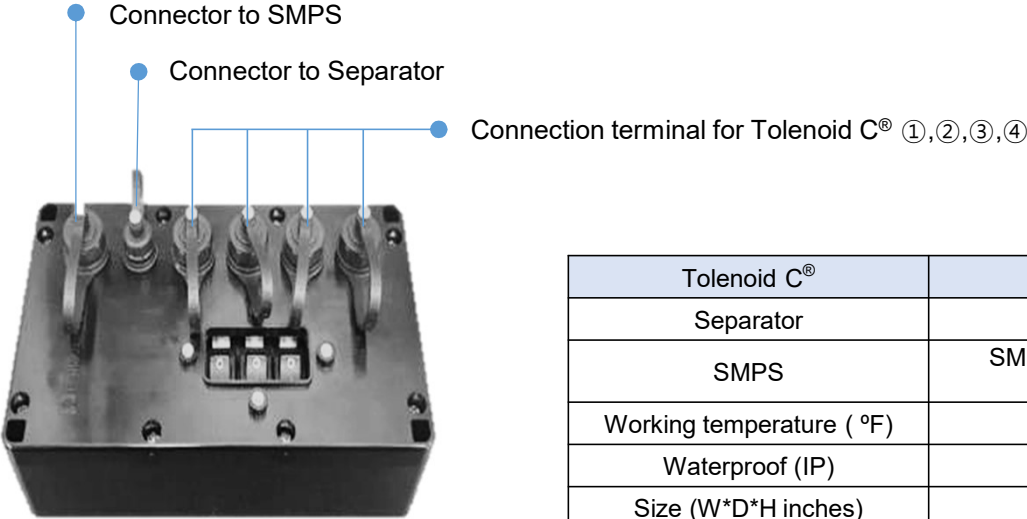 Connector to SMPS
Connector to Separator
Connection terminal for Tolenoid C® ①,②,③,④
Tolenoid C®
Separator
SMPS
SM
Working temperature ( ºF)
Waterproof (IP)
Size (W*D*H inches)